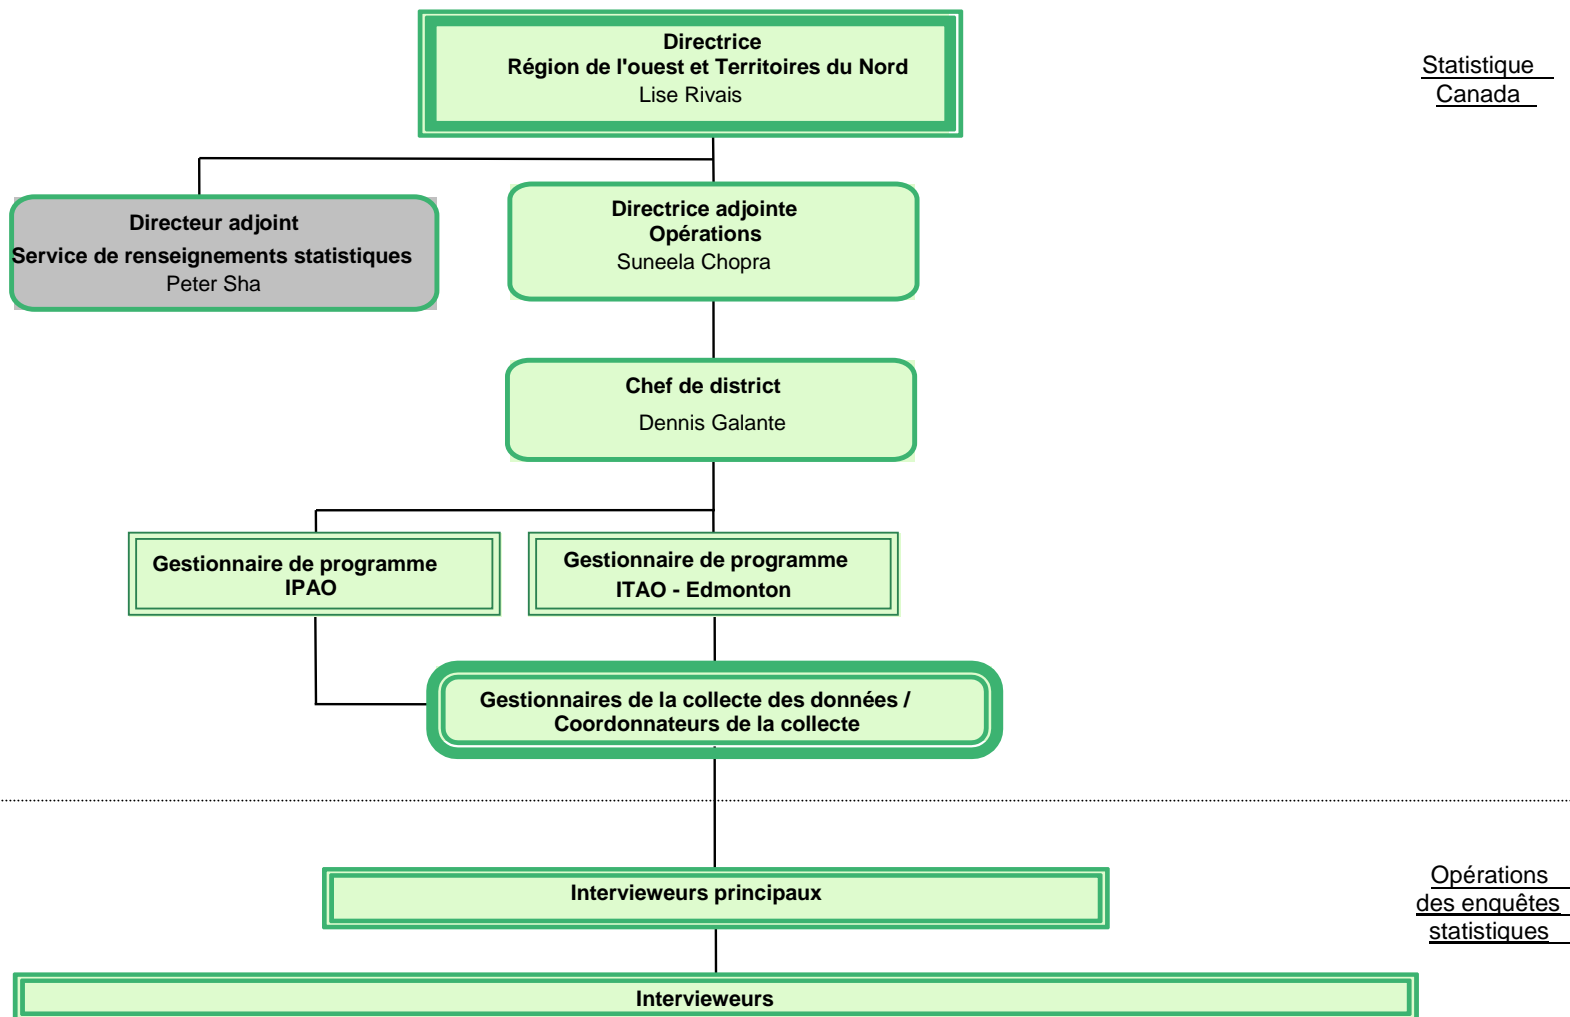 Directrice
Région de l'ouest et Territoires du Nord
Lise Rivais
Statistique
Canada
Directeur adjoint
Service de renseignements statistiques
Peter Sha
Directrice adjointe
Opérations
Suneela Chopra
Chef de district
Dennis Galante
Gestionnaire de programme
IPAO
Gestionnaire de programme
ITAO - Edmonton
Gestionnaires de la collecte des données /
Coordonnateurs de la collecte
Intervieweurs principaux
Opérations
des enquêtes
statistiques
Intervieweurs